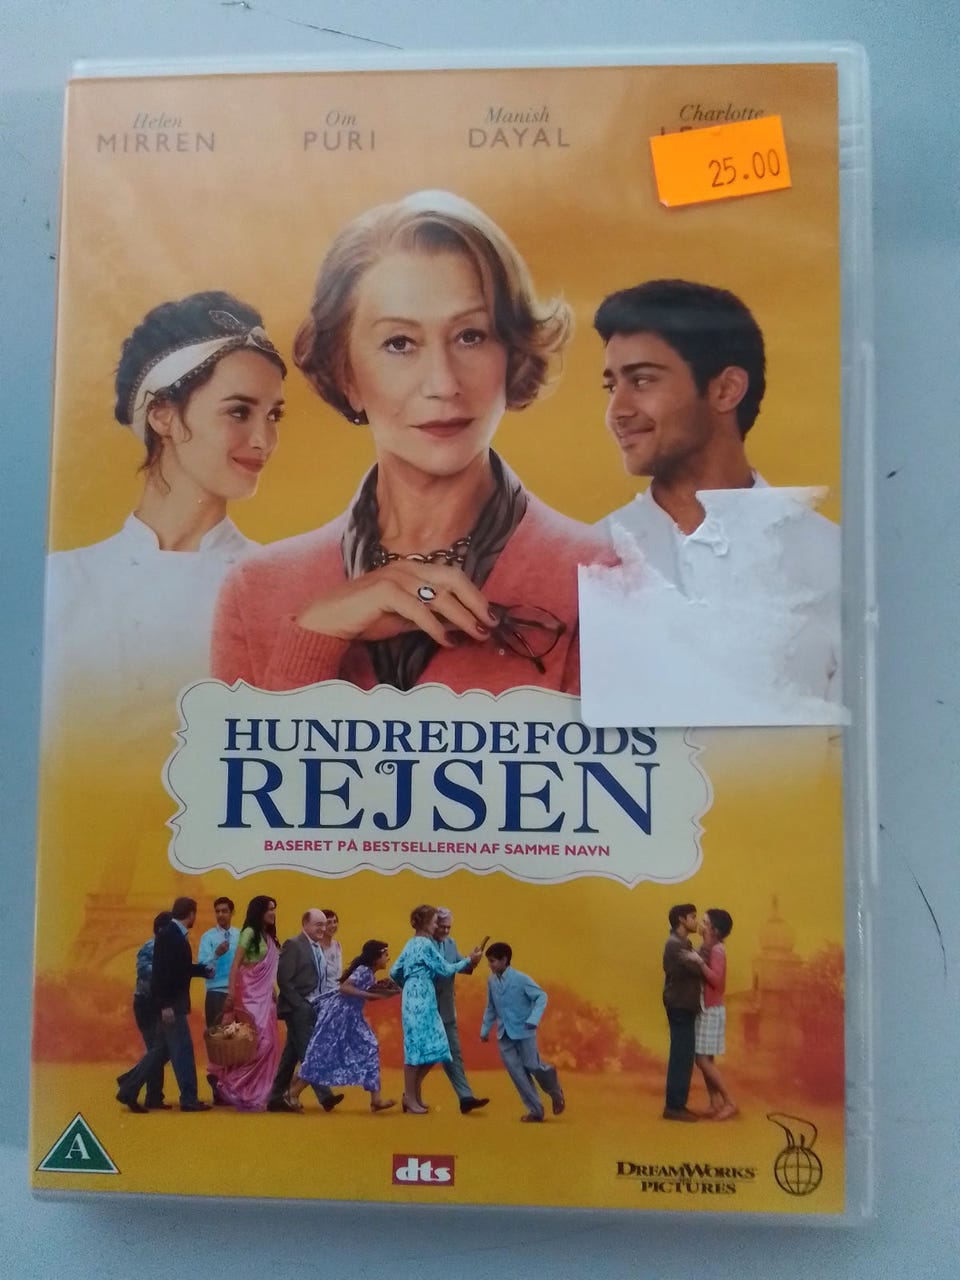 Helen
MIRREN
Om
PURI
Manish
DAYAL
Charlotte
25.00
HUNDREDEFODS
REJSEN
BASERET PÅ BESTSELLEREN AF SAMME NAVN
A
dts
DREAMWORKS
PICTURES